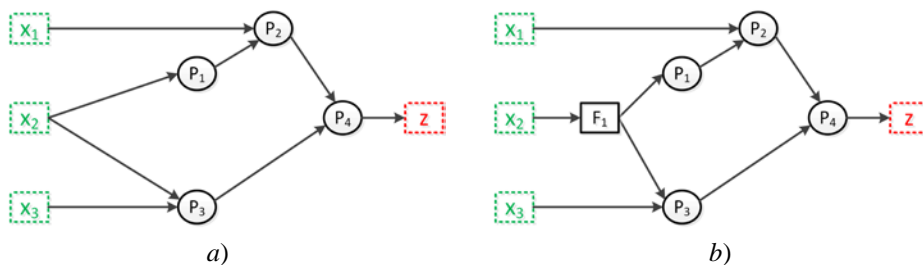 x₁ P₂ x₁ P₂
P₁ P₁
x₂ P₄ z x₂ F₁ P₄ z
x₃ P₃ x₃ P₃
a) b)